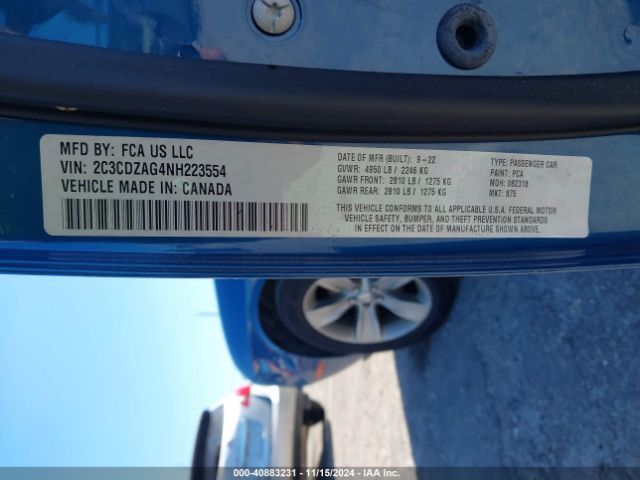 MFD BY: FCA US LLC
VIN: 2C3CDZAG4NH223554
VEHICLE MADE IN: CANADA
DATE OF MFR (BUILT): 9-22
GVWR: 4950 LB / 2246 KG
GAWR FRONT: 2810 LB / 1275 KG
GAWR REAR: 2810 LB / 1275 KG
TYPE: PASSENGER CAR
PAINT: PCA
MDH: 082318
MKT: 875
THIS VEHICLE CONFORMS TO ALL APPLICABLE U.S.A. FEDERAL MOTOR
VEHICLE SAFETY, BUMPER, AND THEFT PREVENTION STANDARDS
IN EFFECT ON THE DATE OF MANUFACTURE SHOWN ABOVE.
000-40883231 - 11/15/2024 - IAA Inc.